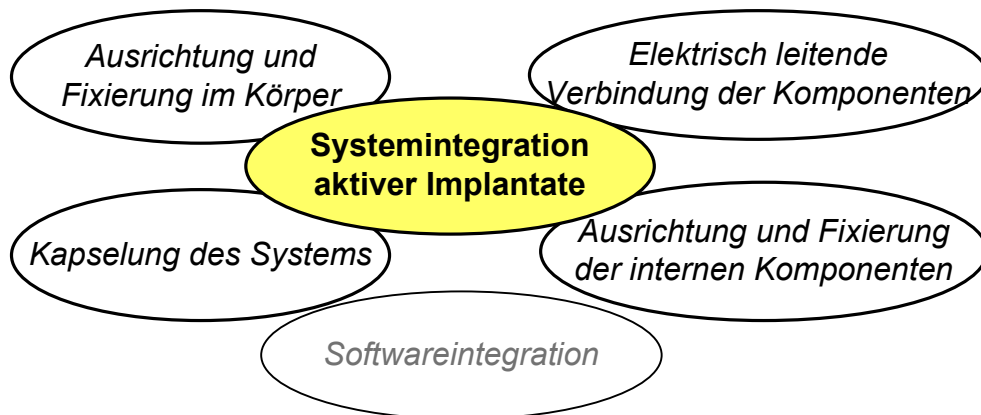 Ausrichtung und
Fixierung im Körper
Elektrisch leitende
Verbindung der Komponenten
Systemintegration
aktiver Implantate
Kapselung des Systems
Ausrichtung und Fixierung
der internen Komponenten
Softwareintegration